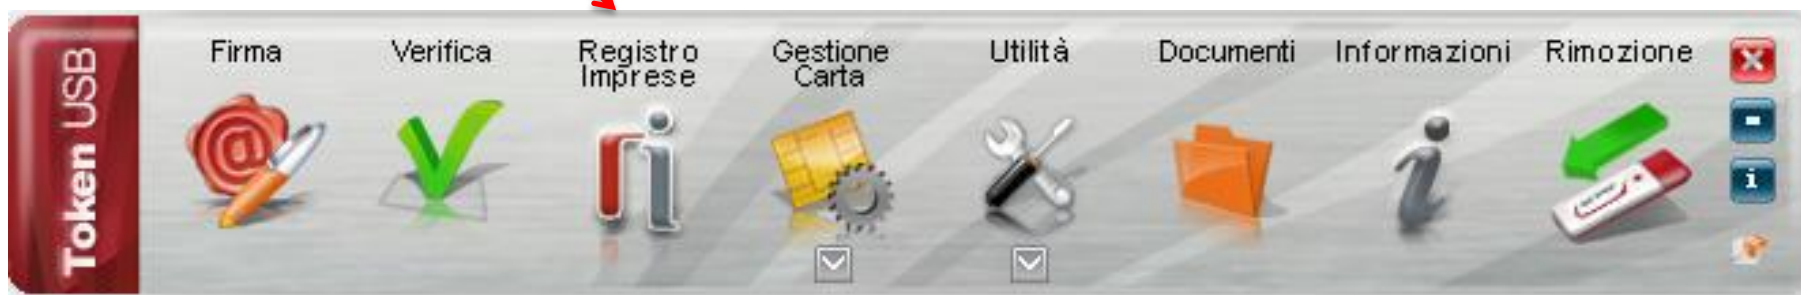 Token USB
Firma
Verifica
Registro
Imprese
Gestione
Carta
Utilità
Documenti
Informazioni
Rimozione